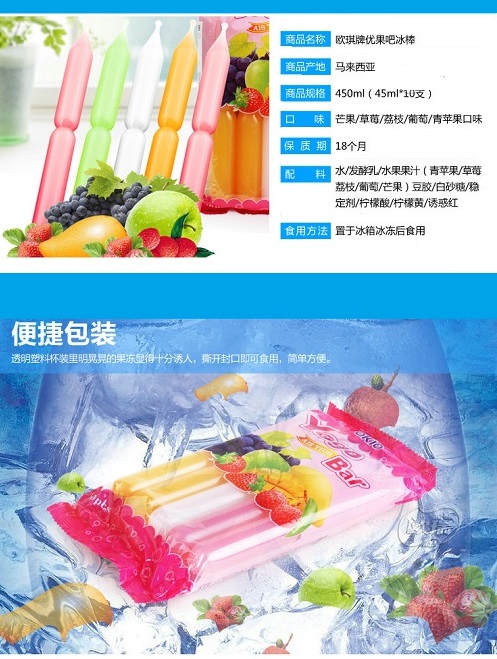 商品名称 欧琪牌优果吧冰棒
商品产地 马来西亚
商品规格 450ml（45ml*10支）
口味 芒果/草莓/荔枝/葡萄/青苹果口味
保质期 18个月
配料 水/发酵乳/水果果汁（青苹果/草莓
荔枝/葡萄/芒果）豆胶/白砂糖/稳
定剂/柠檬酸/柠檬黄/诱惑红
食用方法 置于冰箱冰冻后食用
便捷包装
透明塑料杯装里明晃晃的果冻显得十分诱人，撕开封口即可食用，简单方便。
OKIO
Yogo
Bar